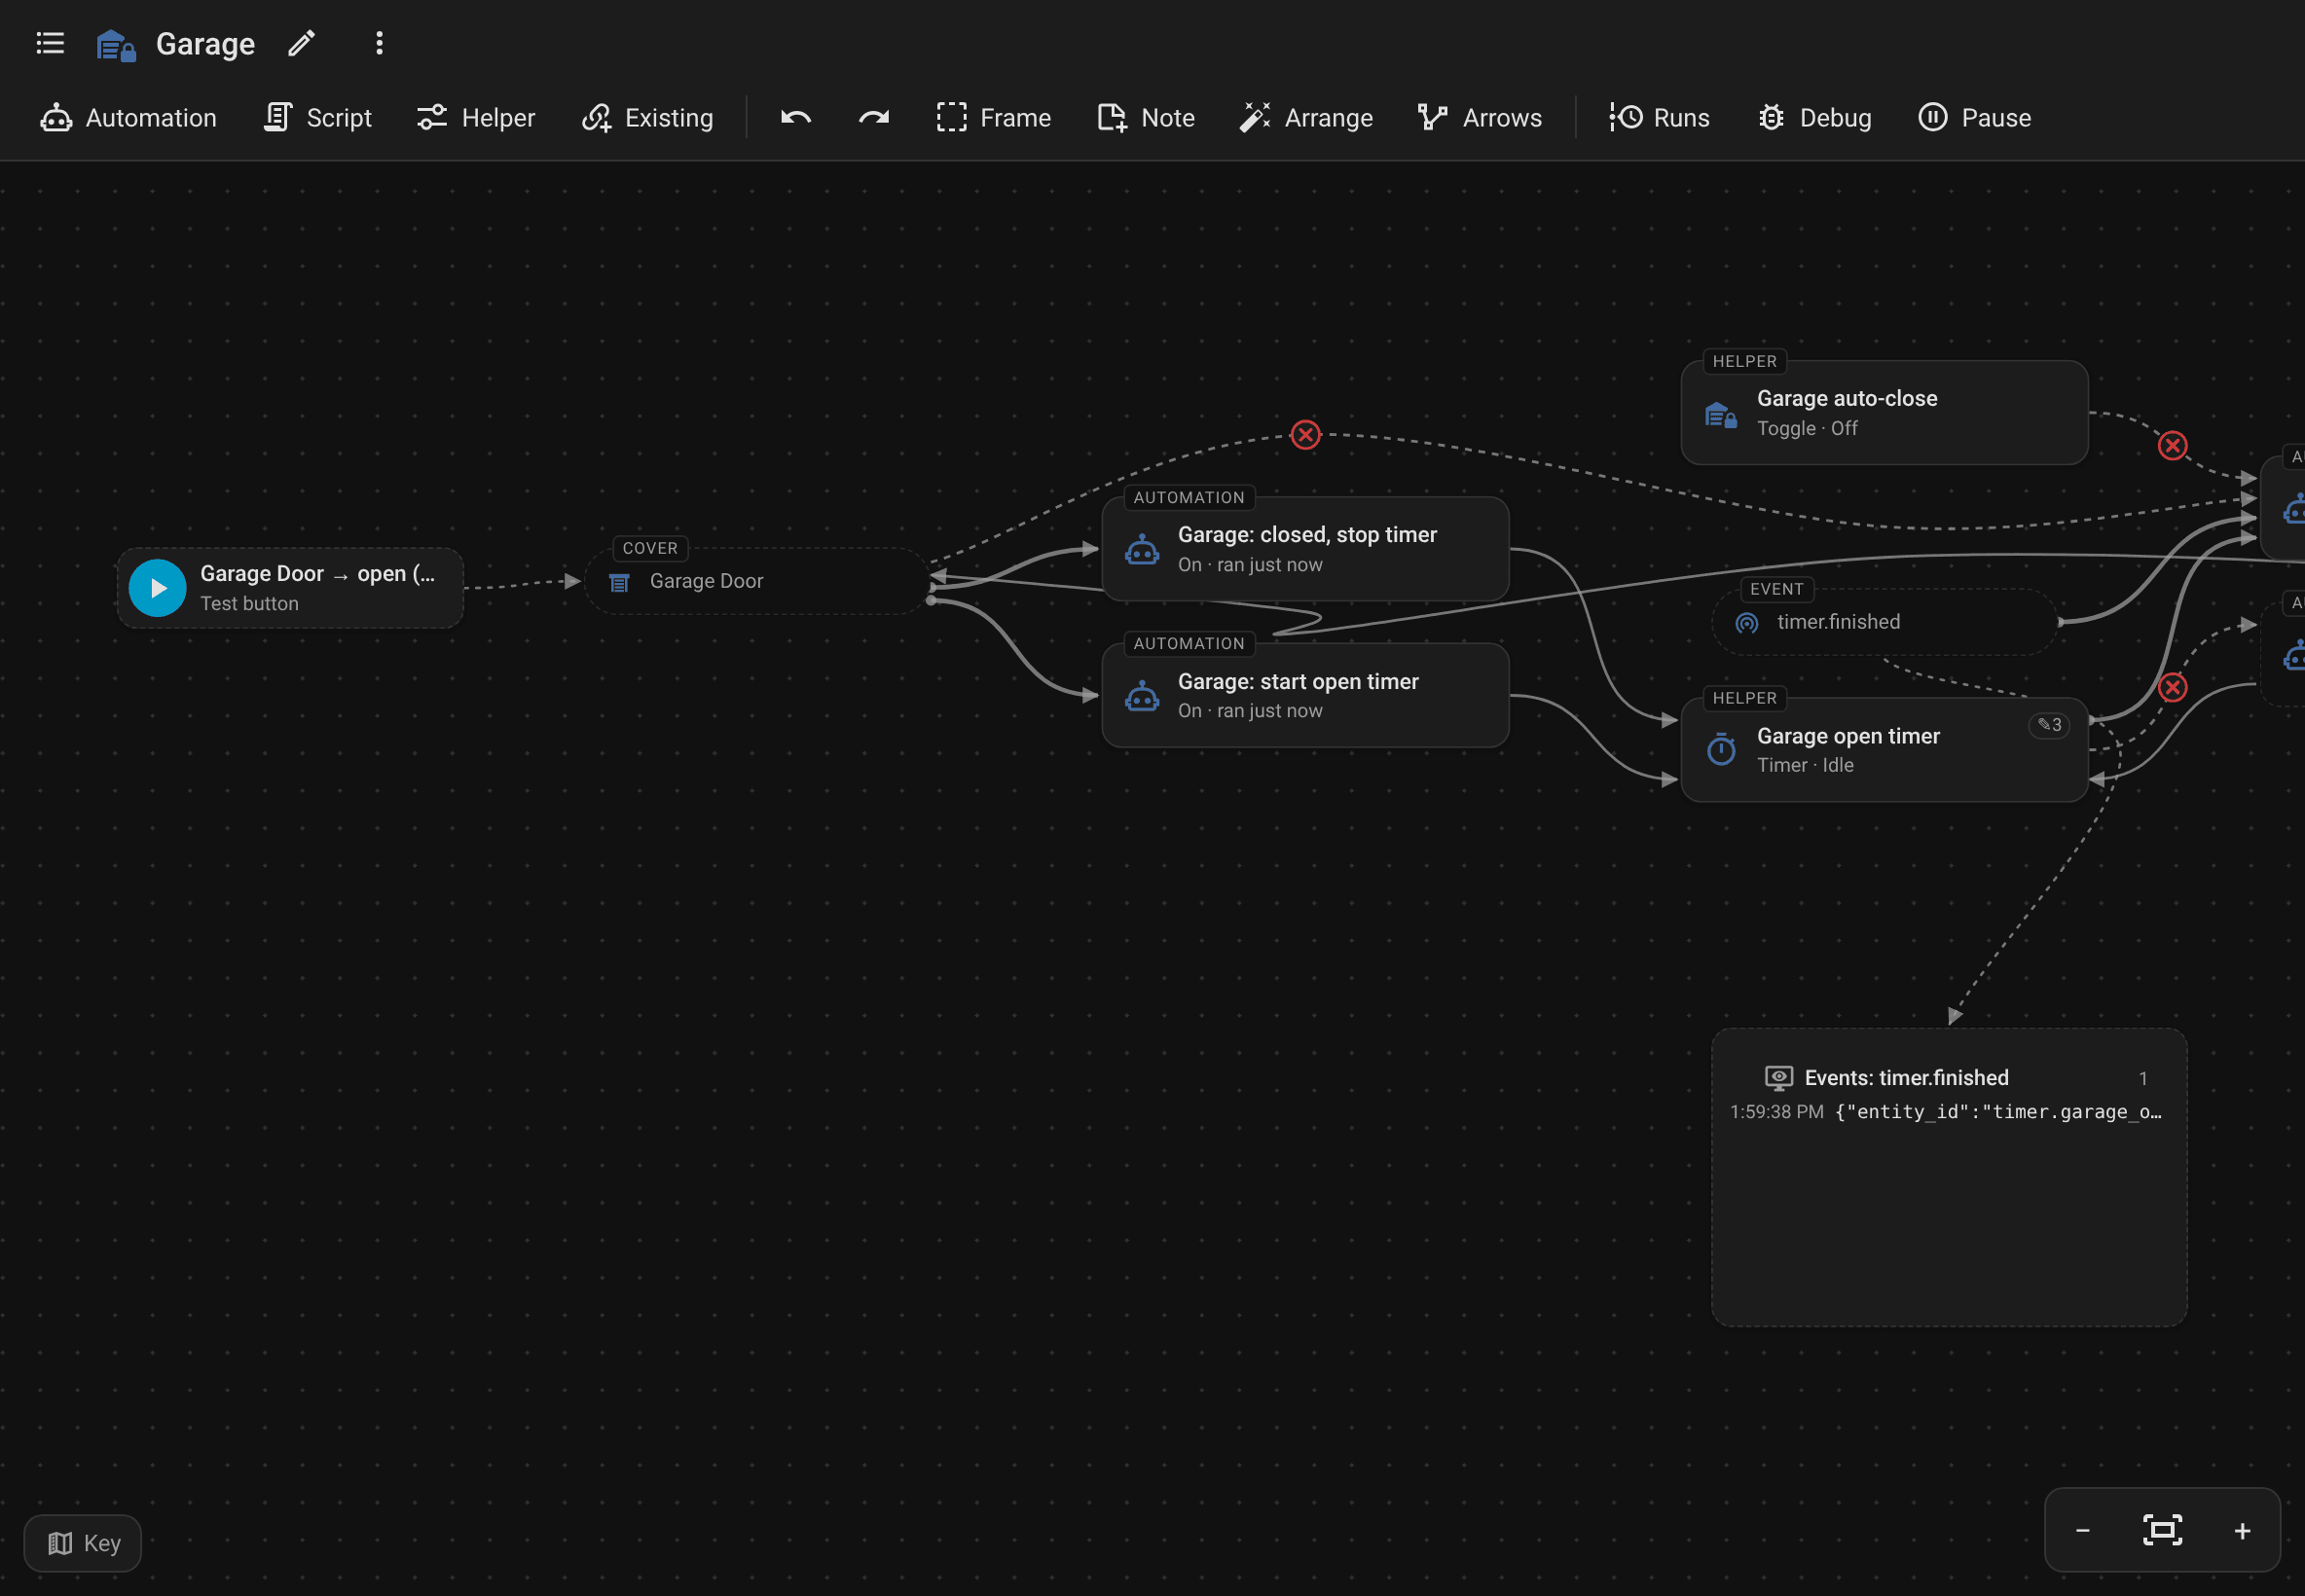 Garage
Automation
Script
Helper
Existing
Frame
Note
Arrange
Arrows
Runs
Debug
Pause
HELPER
Garage auto-close
Toggle · Off
AUTOMATION
Garage: closed, stop timer
On · ran just now
COVER
Garage Door
Garage Door → open (…
Test button
EVENT
timer.finished
AUTOMATION
Garage: start open timer
On · ran just now
HELPER
Garage open timer
Timer · Idle
✎3
Events: timer.finished
1
1:59:38 PM {"entity_id":"timer.garage_o…
Key